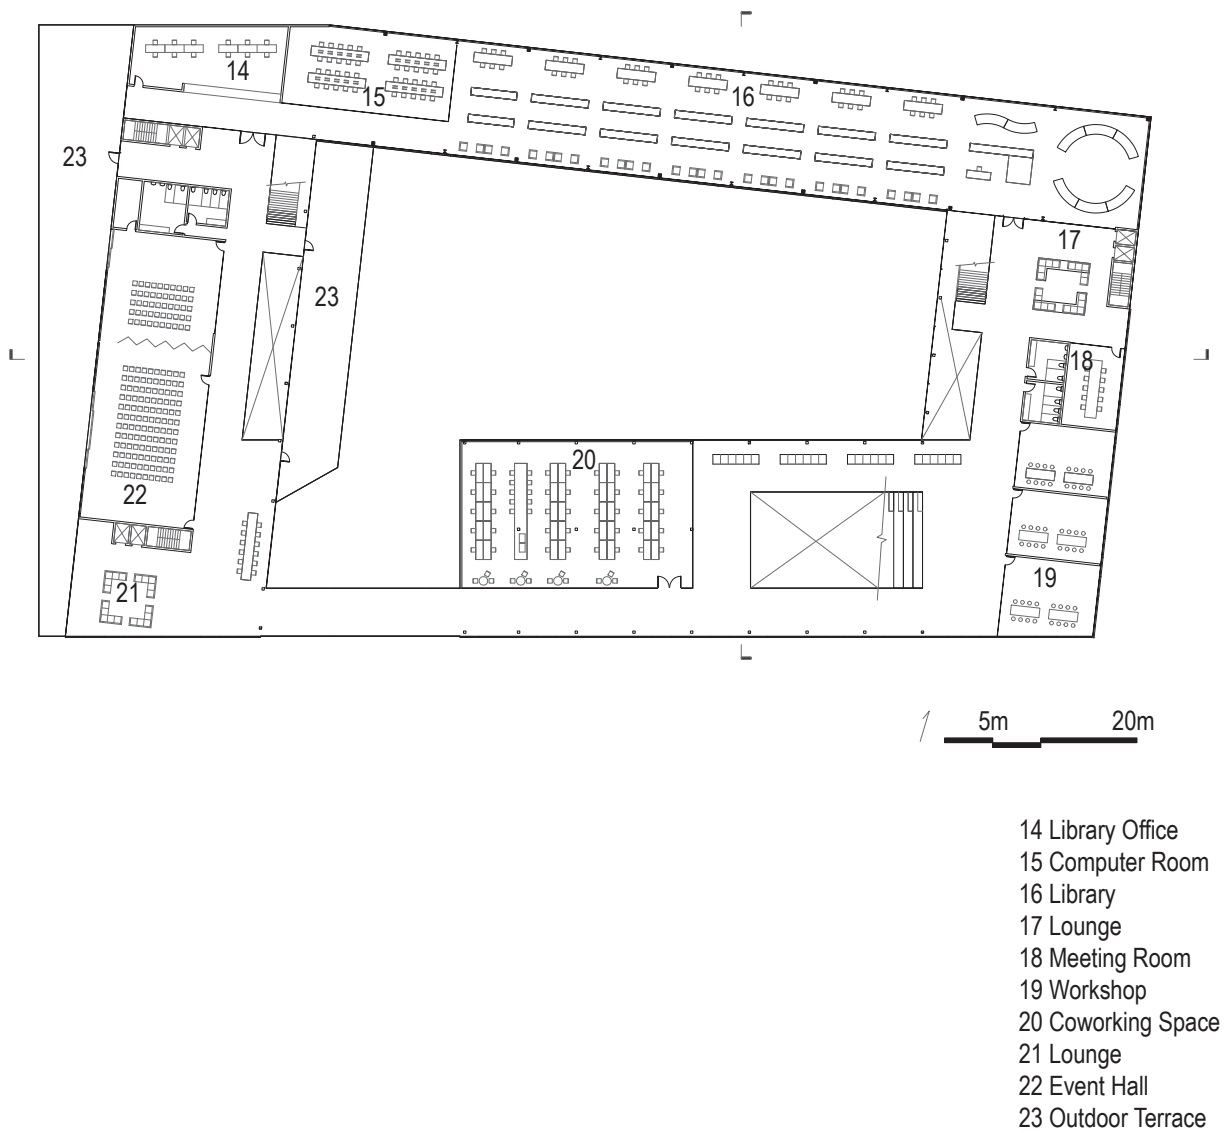 14
15
16
23
17
23
18
20
22
19
21
5m 20m
14 Library Office
15 Computer Room
16 Library
17 Lounge
18 Meeting Room
19 Workshop
20 Coworking Space
21 Lounge
22 Event Hall
23 Outdoor Terrace